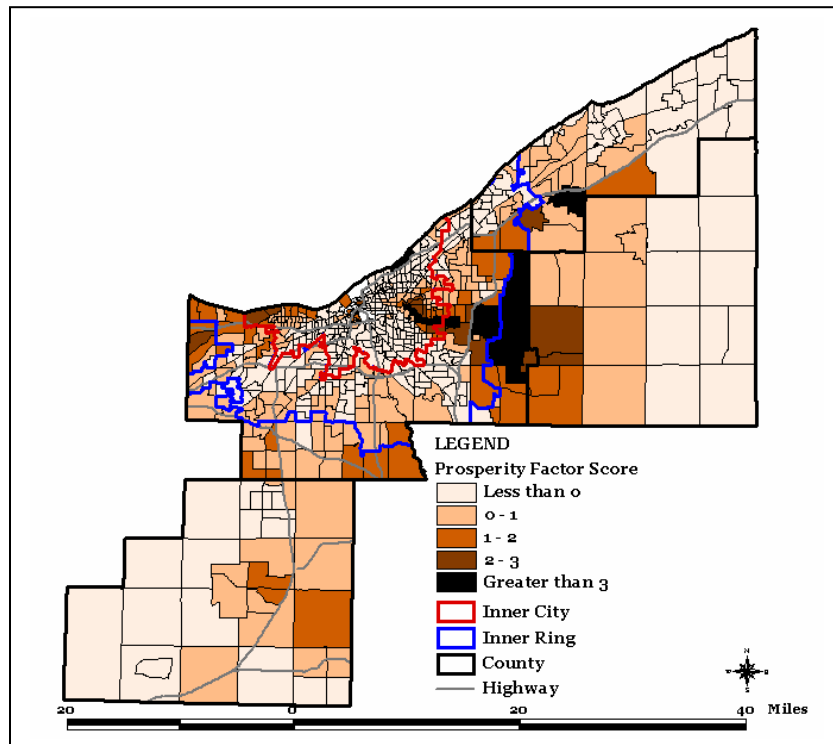 LEGEND
Prosperity Factor Score
Less than 0
0 - 1
1 - 2
2 - 3
Greater than 3
Inner City
Inner Ring
County
Highway
N
W E
S
20 0 20 40 Miles